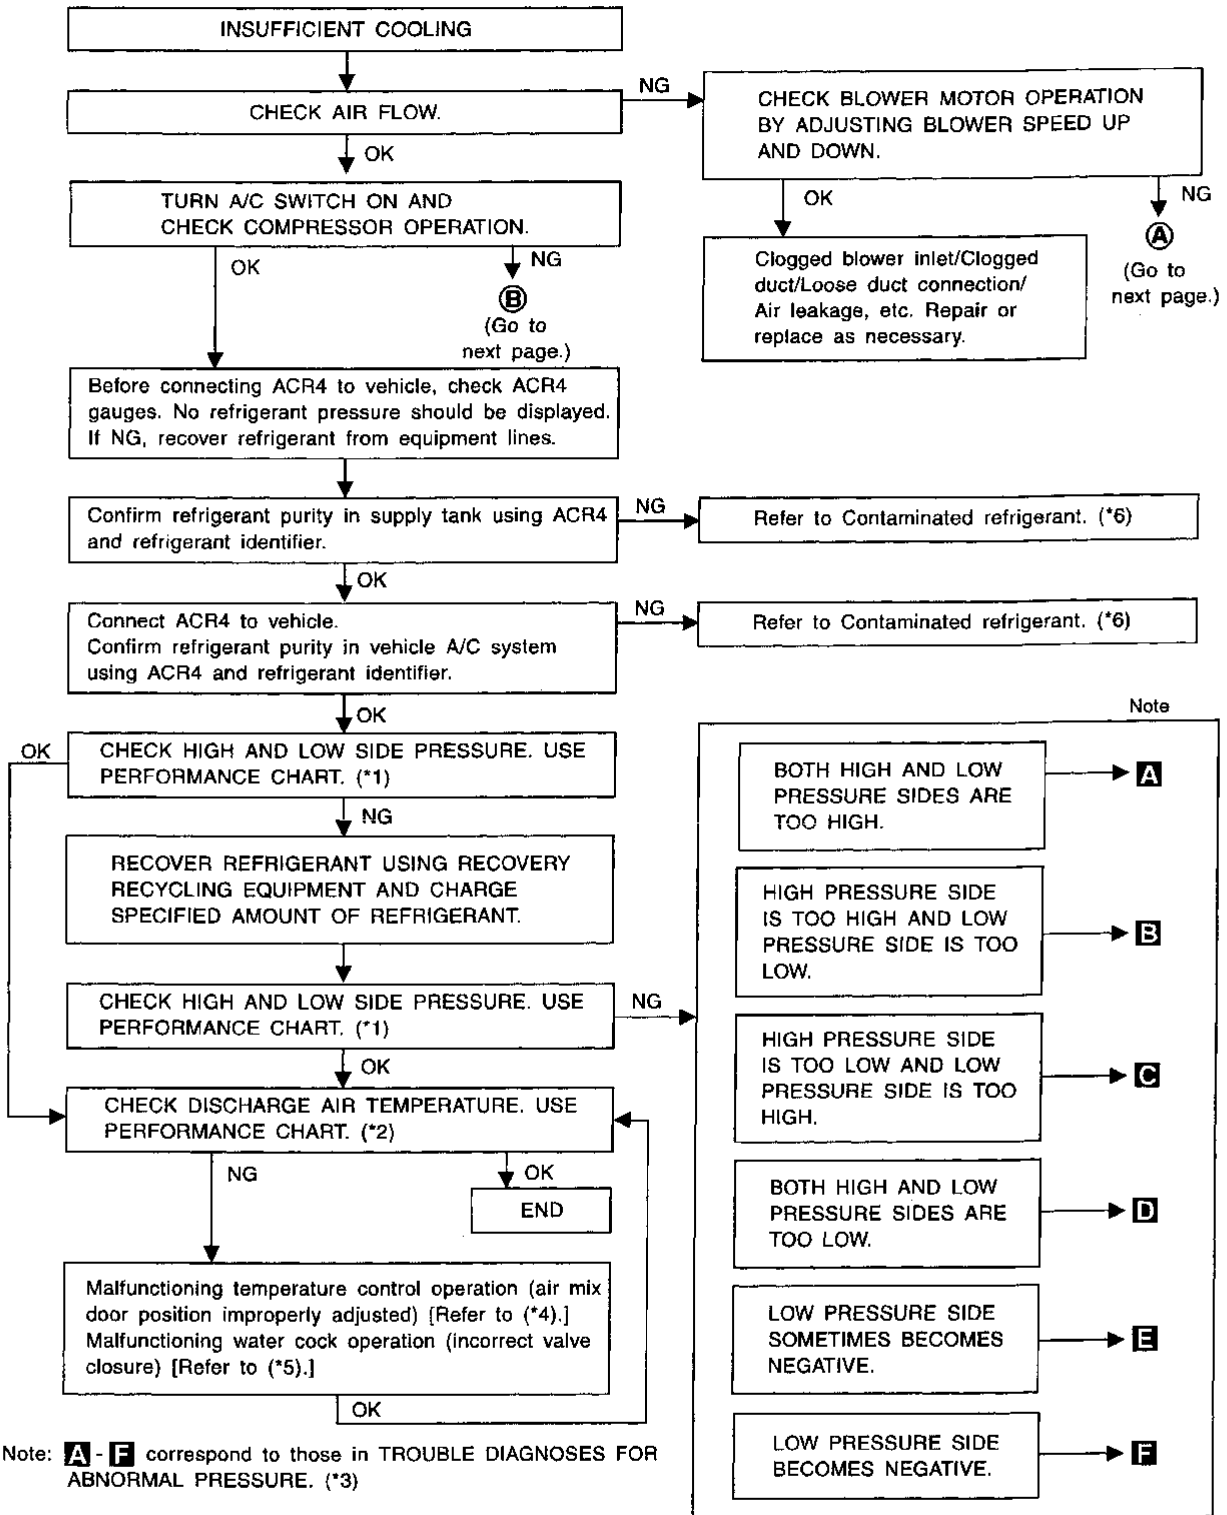 INSUFFICIENT COOLING
CHECK AIR FLOW.
NG
CHECK BLOWER MOTOR OPERATION
BY ADJUSTING BLOWER SPEED UP
AND DOWN.
OK
TURN A/C SWITCH ON AND
CHECK COMPRESSOR OPERATION.
OK
NG
B
(Go to
next page.)
OK
NG
A
(Go to
next page.)
Clogged blower inlet/Clogged
duct/Loose duct connection/
Air leakage, etc. Repair or
replace as necessary.
Before connecting ACR4 to vehicle, check ACR4
gauges. No refrigerant pressure should be displayed.
If NG, recover refrigerant from equipment lines.
Confirm refrigerant purity in supply tank using ACR4
and refrigerant identifier.
NG
Refer to Contaminated refrigerant. (*6)
OK
Connect ACR4 to vehicle.
Confirm refrigerant purity in vehicle A/C system
using ACR4 and refrigerant identifier.
NG
Refer to Contaminated refrigerant. (*6)
OK
OK
CHECK HIGH AND LOW SIDE PRESSURE. USE
PERFORMANCE CHART. (*1)
NG
RECOVER REFRIGERANT USING RECOVERY
RECYCLING EQUIPMENT AND CHARGE
SPECIFIED AMOUNT OF REFRIGERANT.
CHECK HIGH AND LOW SIDE PRESSURE. USE
PERFORMANCE CHART. (*1)
NG
OK
CHECK DISCHARGE AIR TEMPERATURE. USE
PERFORMANCE CHART. (*2)
NG
OK
END
Malfunctioning temperature control operation (air mix
door position improperly adjusted) [Refer to (*4).]
Malfunctioning water cock operation (incorrect valve
closure) [Refer to (*5).]
OK
Note
BOTH HIGH AND LOW
PRESSURE SIDES ARE
TOO HIGH.
A
HIGH PRESSURE SIDE
IS TOO HIGH AND LOW
PRESSURE SIDE IS TOO
LOW.
B
HIGH PRESSURE SIDE
IS TOO LOW AND LOW
PRESSURE SIDE IS TOO
HIGH.
C
BOTH HIGH AND LOW
PRESSURE SIDES ARE
TOO LOW.
D
LOW PRESSURE SIDE
SOMETIMES BECOMES
NEGATIVE.
E
LOW PRESSURE SIDE
BECOMES NEGATIVE.
F
Note: A - F correspond to those in TROUBLE DIAGNOSES FOR
ABNORMAL PRESSURE. (*3)